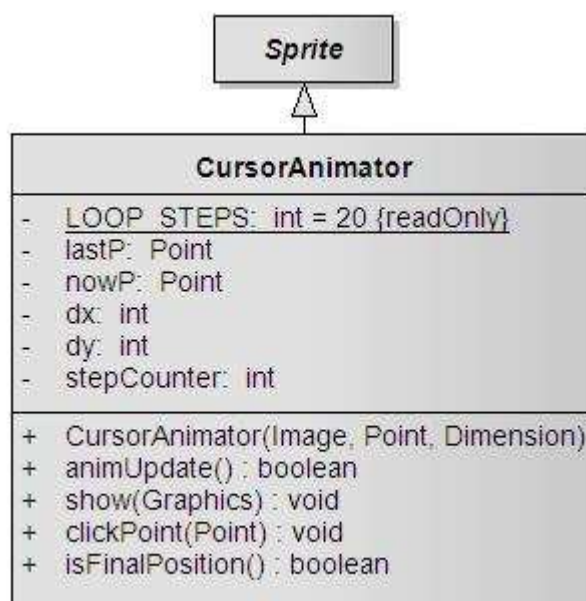 Sprite
CursorAnimator
- LOOP_STEPS: int = 20 {readOnly}
- lastP: Point
- nowP: Point
- dx: int
- dy: int
- stepCounter: int
+ CursorAnimator(Image, Point, Dimension)
+ animUpdate() : boolean
+ show(Graphics) : void
+ clickPoint(Point) : void
+ isFinalPosition() : boolean